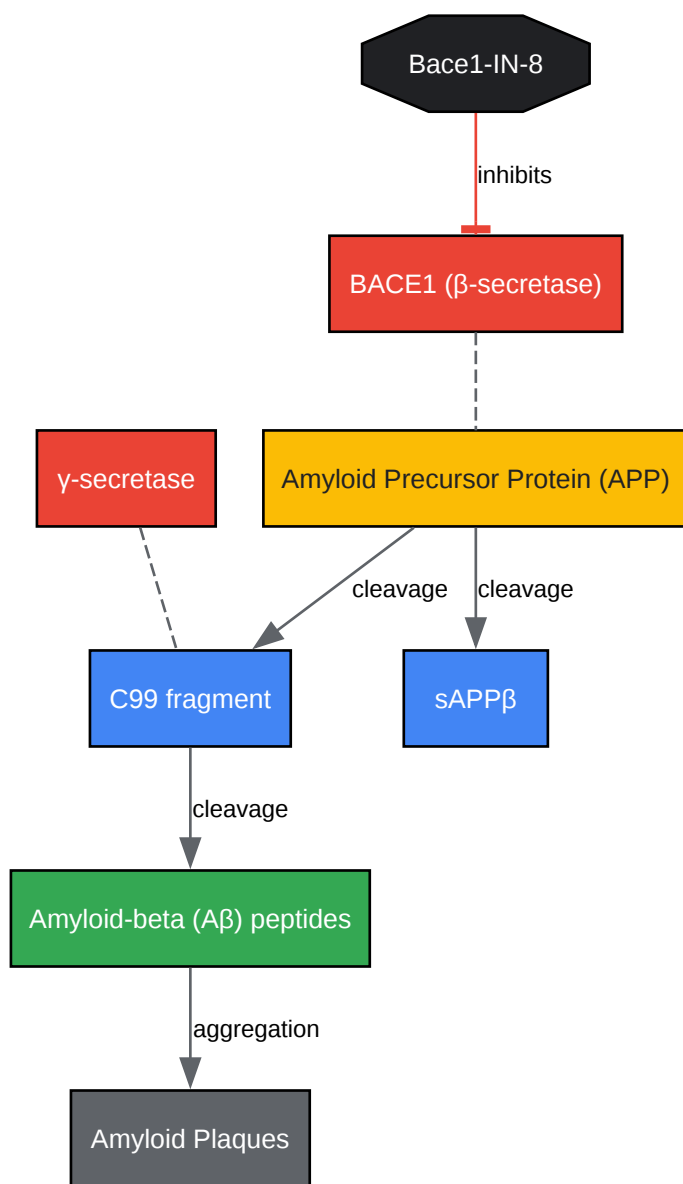 Bace1-IN-8
inhibits
BACE1 (β-secretase)
γ-secretase
Amyloid Precursor Protein (APP)
cleavage
cleavage
C99 fragment
sAPPβ
cleavage
Amyloid-beta (Aβ) peptides
aggregation
Amyloid Plaques